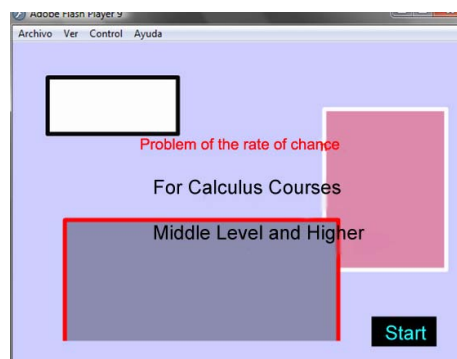 Adobe Flash Player 9
Archivo Ver Control Ayuda
Problem of the rate of chance
For Calculus Courses
Middle Level and Higher
Start